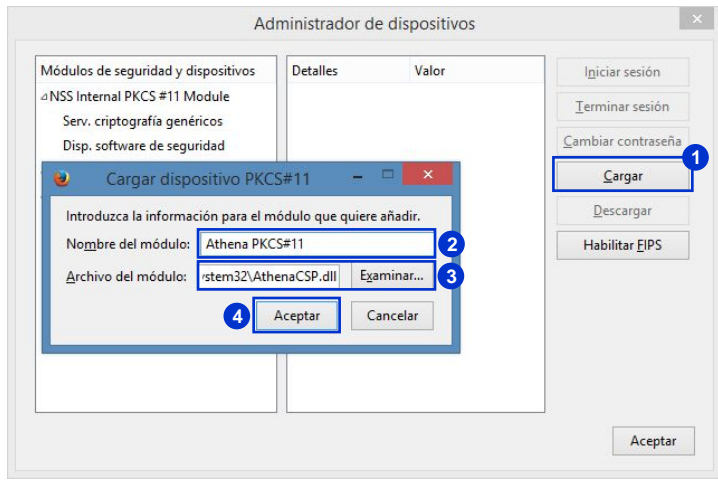 Administrador de dispositivos
Módulos de seguridad y dispositivos
Detalles
Valor
NSS Internal PKCS #11 Module
Serv. criptografía genéricos
Disp. software de seguridad
Iniciar sesión
Terminar sesión
Cambiar contraseña
1
Cargar
Descargar
Habilitar FIPS
Cargar dispositivo PKCS#11
Introduzca la información para el módulo que quiere añadir.
Nombre del módulo: Athena PKCS#11 2
Archivo del módulo: ystem32\AthenaCSP.dll Examinar... 3
4 Aceptar Cancelar
Aceptar